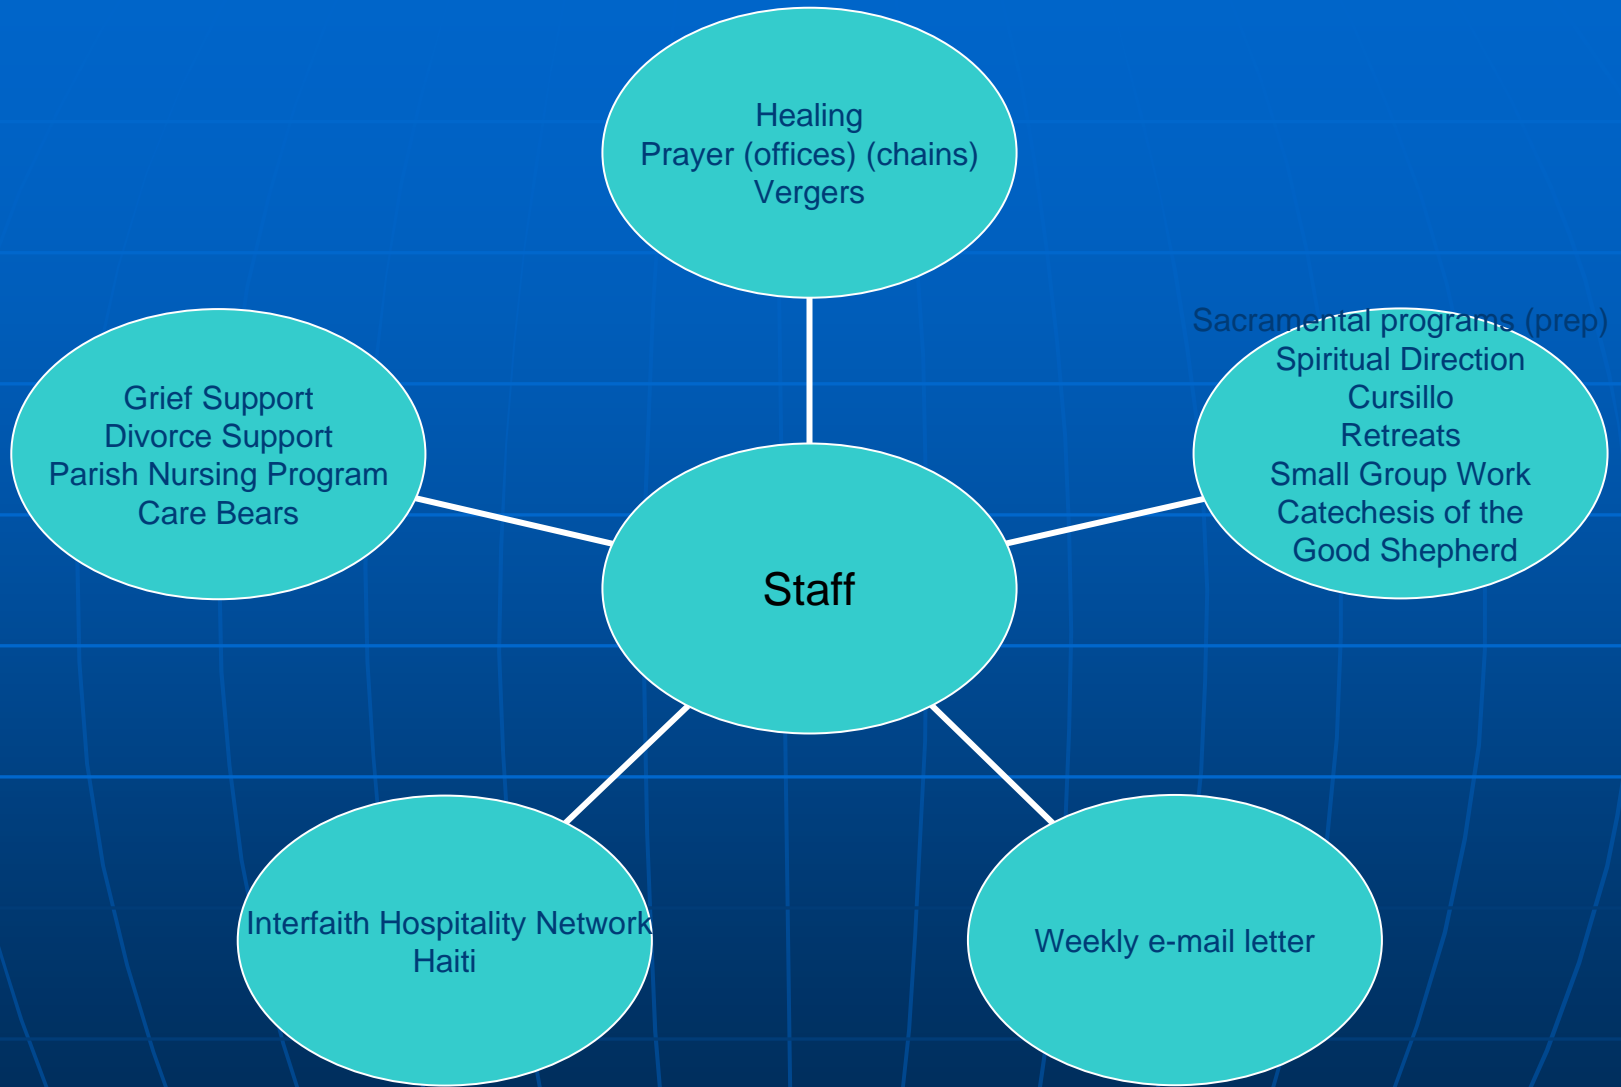 Healing
Prayer (offices) (chains)
Vergers
Grief Support
Divorce Support
Parish Nursing Program
Care Bears
Sacramental programs (prep)
Spiritual Direction
Cursillo
Retreats
Small Group Work
Catechesis of the
Good Shepherd
Staff
Interfaith Hospitality Network
Haiti
Weekly e-mail letter